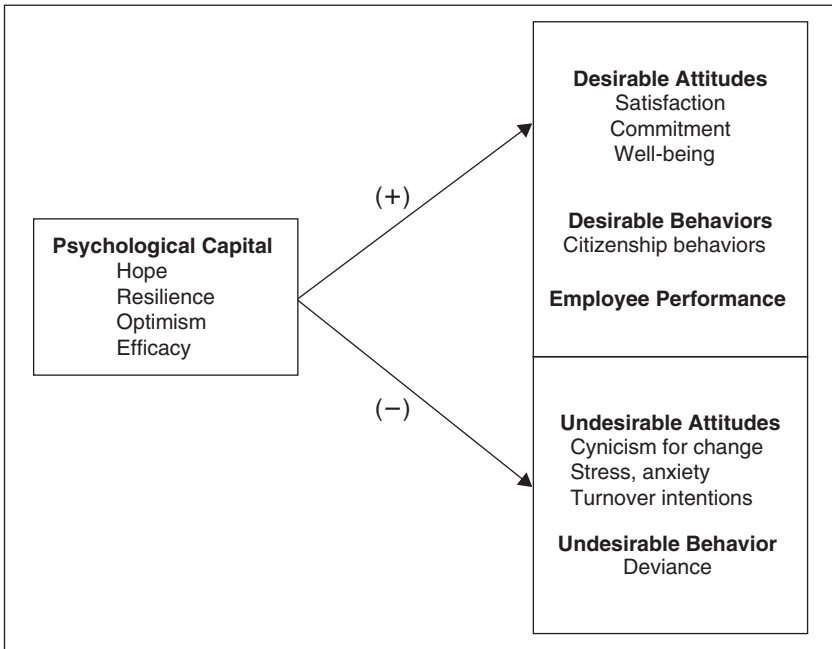 Psychological Capital
Hope
Resilience
Optimism
Efficacy
(+)
(−)
Desirable Attitudes
Satisfaction
Commitment
Well-being
Desirable Behaviors
Citizenship behaviors
Employee Performance
Undesirable Attitudes
Cynicism for change
Stress, anxiety
Turnover intentions
Undesirable Behavior
Deviance